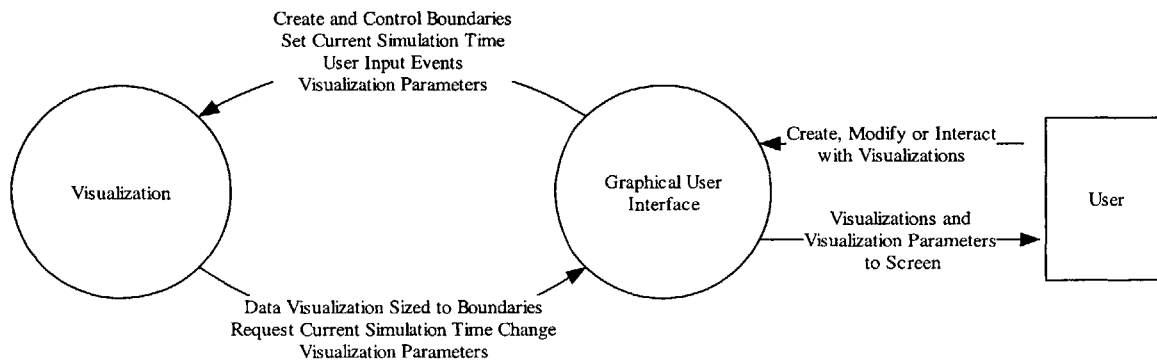 Create and Control Boundaries
Set Current Simulation Time
User Input Events
Visualization Parameters
Create, Modify or Interact
with Visualizations
Visualization
Graphical User
Interface
User
Visualizations and
Visualization Parameters
to Screen
Data Visualization Sized to Boundaries
Request Current Simulation Time Change
Visualization Parameters